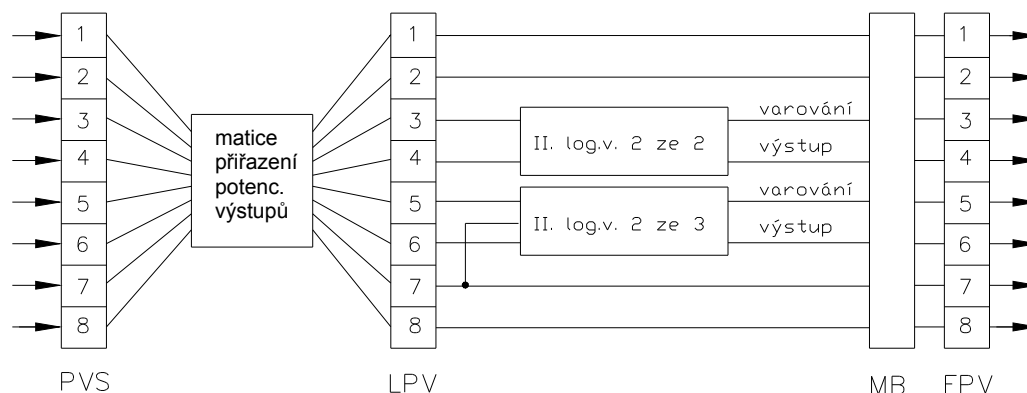 1
2
3
4
5
6
7
8
PVS
matice
přiřazení
potenc.
výstupů
1
2
3
4
5
6
7
8
LPV
II. log.v. 2 ze 2
II. log.v. 2 ze 3
varování
výstup
varování
výstup
MB
1
2
3
4
5
6
7
8
FPV